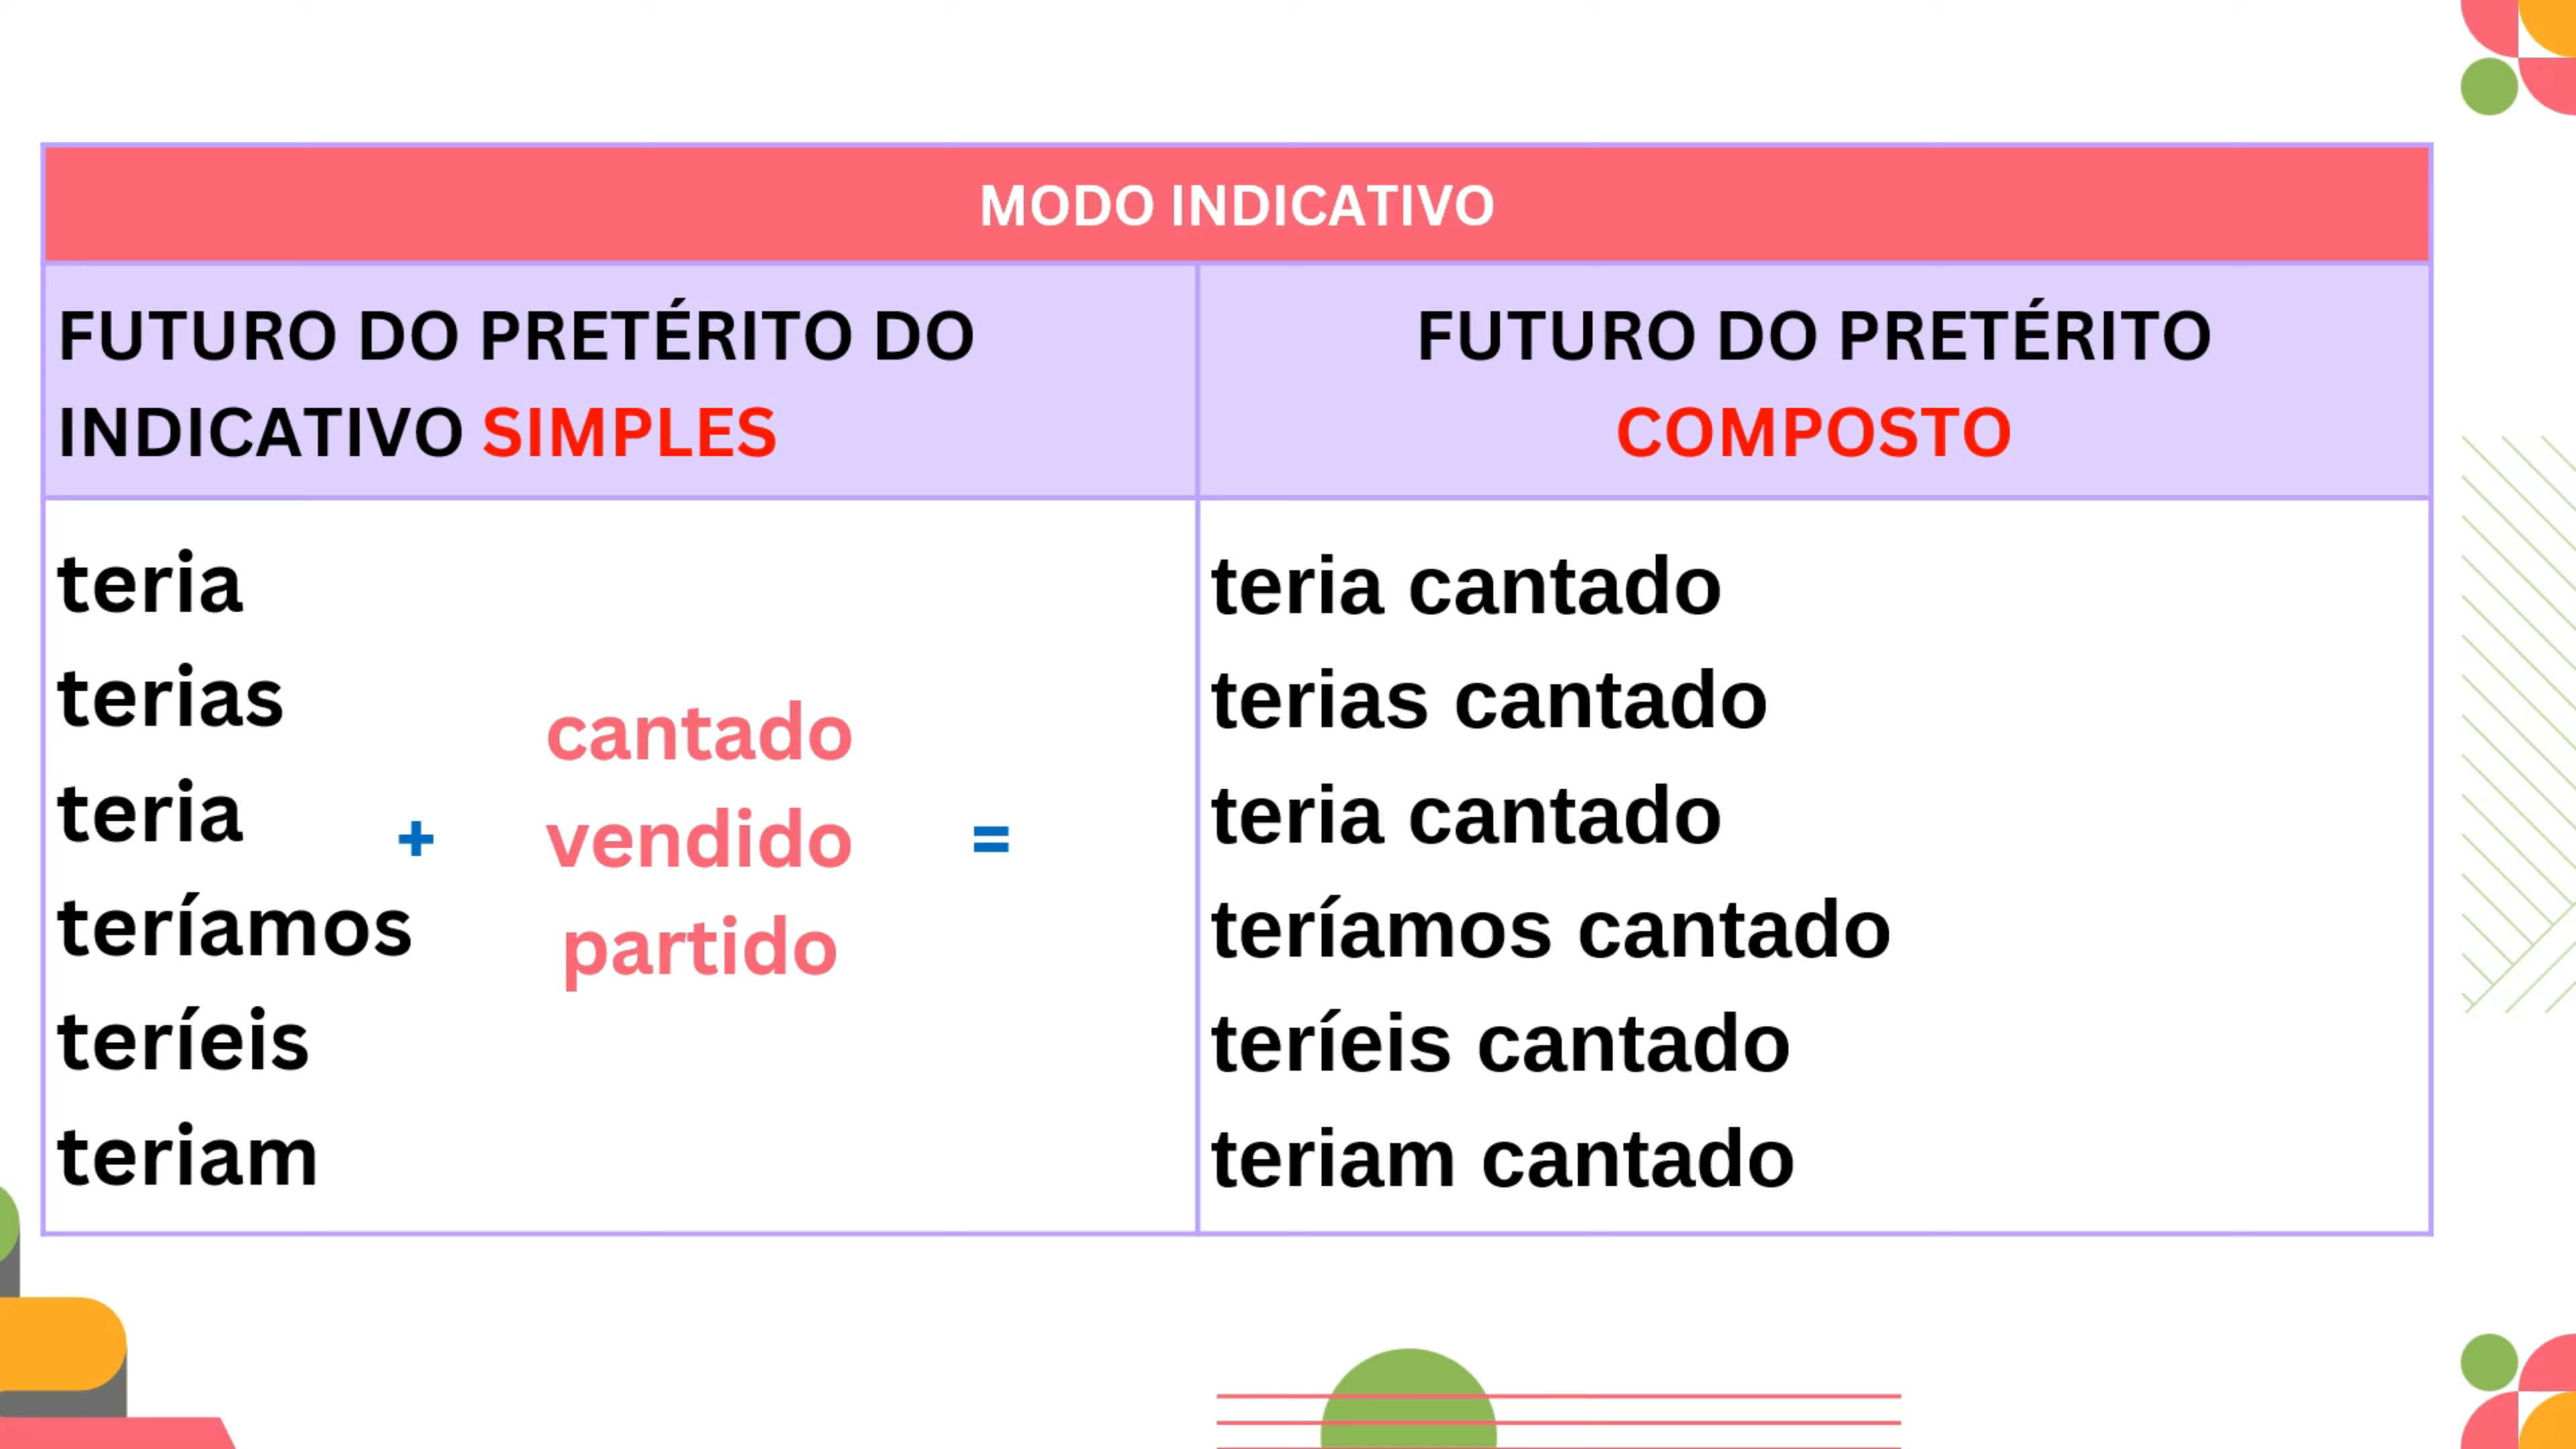 MODO INDICATIVO
FUTURO DO PRETÉRITO DO
INDICATIVO SIMPLES
FUTURO DO PRETÉRITO
COMPOSTO
teria
terias
teria
teríamos
teríeis
teriam
+
cantado
vendido
partido
=
teria cantado
terias cantado
teria cantado
teríamos cantado
teríeis cantado
teriam cantado